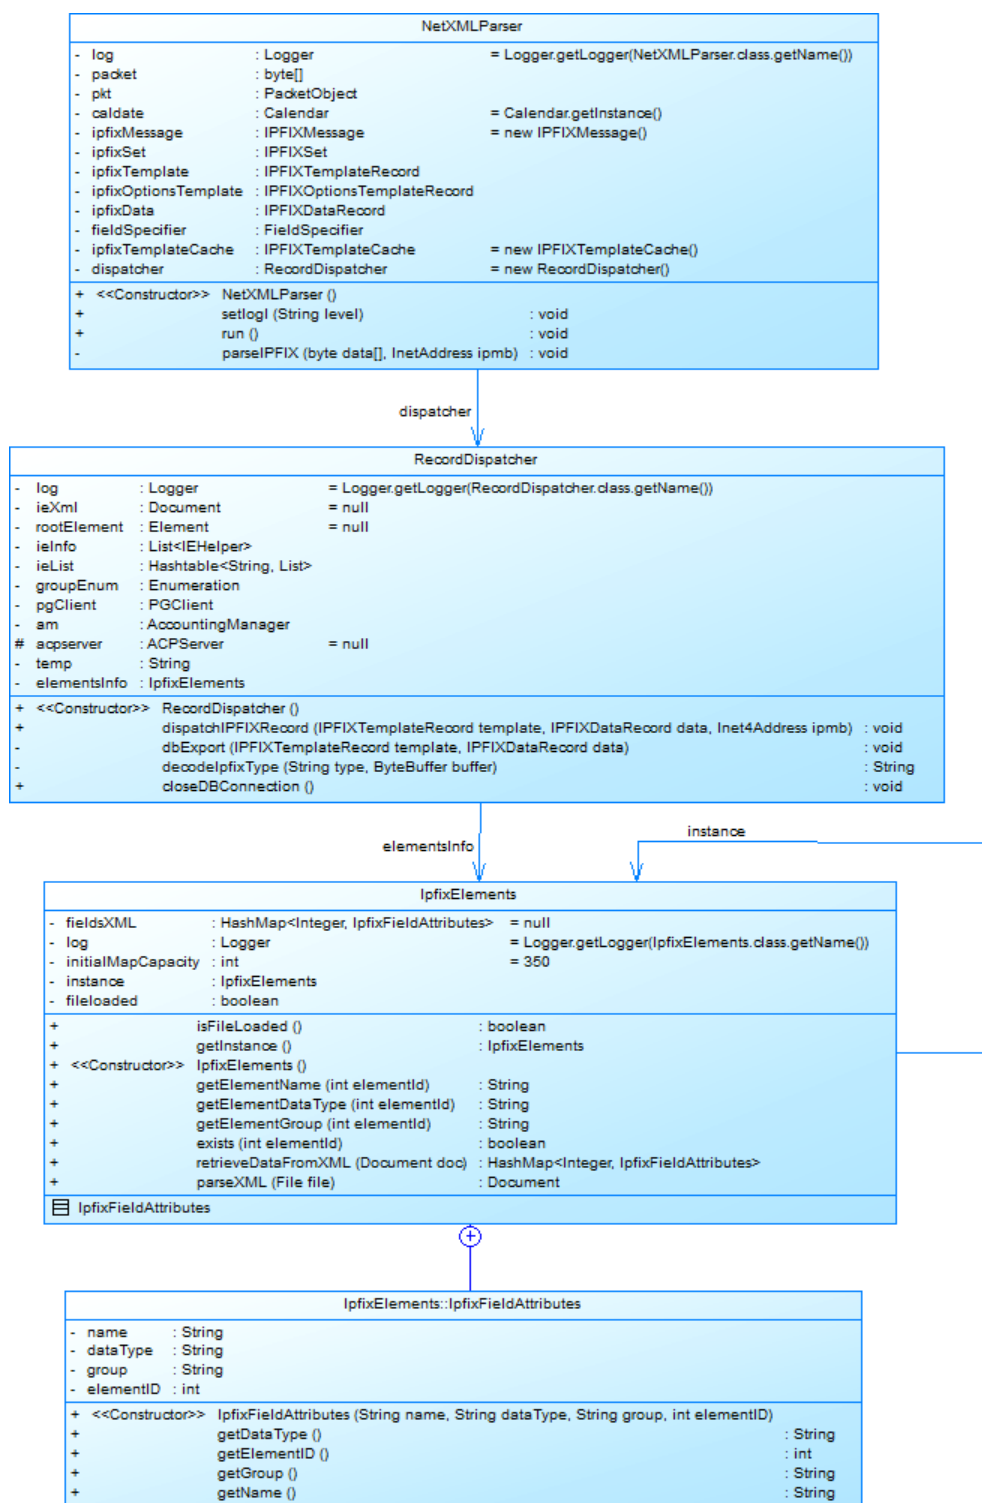 NetXMLParser
- log : Logger = Logger.getLogger(NetXMLParser.class.getName())
- packet : byte[]
- pkt : PacketObject
- caldate : Calendar = Calendar.getInstance()
- ipfixMessage : IPFIXMessage = new IPFIXMessage()
- ipfixSet : IPFIXSet
- ipfixTemplate : IPFIXTemplateRecord
- ipfixOptionsTemplate : IPFIXOptionsTemplateRecord
- ipfixData : IPFIXDataRecord
- fieldSpecifier : FieldSpecifier
- ipfixTemplateCache : IPFIXTemplateCache = new IPFIXTemplateCache()
- dispatcher : RecordDispatcher = new RecordDispatcher()
+ <<Constructor>> NetXMLParser ()
+ setlogl (String level) : void
+ run () : void
- parseIPFIX (byte data[], InetAddress ipmb) : void
dispatcher
RecordDispatcher
- log : Logger = Logger.getLogger(RecordDispatcher.class.getName())
- ieXml : Document = null
- rootElement : Element = null
- ieInfo : List<IEHelper>
- ieList : Hashtable<String, List>
- groupEnum : Enumeration
- pgClient : PGClient
- am : AccountingManager
# acpserver : ACPServer = null
- temp : String
- elementsInfo : IpfixElements
+ <<Constructor>> RecordDispatcher ()
+ dispatchIPFIXRecord (IPFIXTemplateRecord template, IPFIXDataRecord data, Inet4Address ipmb) : void
- dbExport (IPFIXTemplateRecord template, IPFIXDataRecord data) : void
- decodeIpfixType (String type, ByteBuffer buffer) : String
+ closeDBConnection () : void
elementsInfo
instance
IpfixElements
- fieldsXML : HashMap<Integer, IpfixFieldAttributes> = null
- log : Logger = Logger.getLogger(IpfixElements.class.getName())
- initialMapCapacity : int = 350
- instance : IpfixElements
- fileloaded : boolean
+ isFileLoaded () : boolean
+ getInstance () : IpfixElements
+ <<Constructor>> IpfixElements ()
+ getElementName (int elementId) : String
+ getElementDataType (int elementId) : String
+ getElementGroup (int elementId) : String
+ exists (int elementId) : boolean
+ retrieveDataFromXML (Document doc) : HashMap<Integer, IpfixFieldAttributes>
+ parseXML (File file) : Document
IpfixFieldAttributes
IpfixElements::IpfixFieldAttributes
- name : String
- dataType : String
- group : String
- elementID : int
+ <<Constructor>> IpfixFieldAttributes (String name, String dataType, String group, int elementID)
+ getDataType () : String
+ getElementID () : int
+ getGroup () : String
+ getName () : String